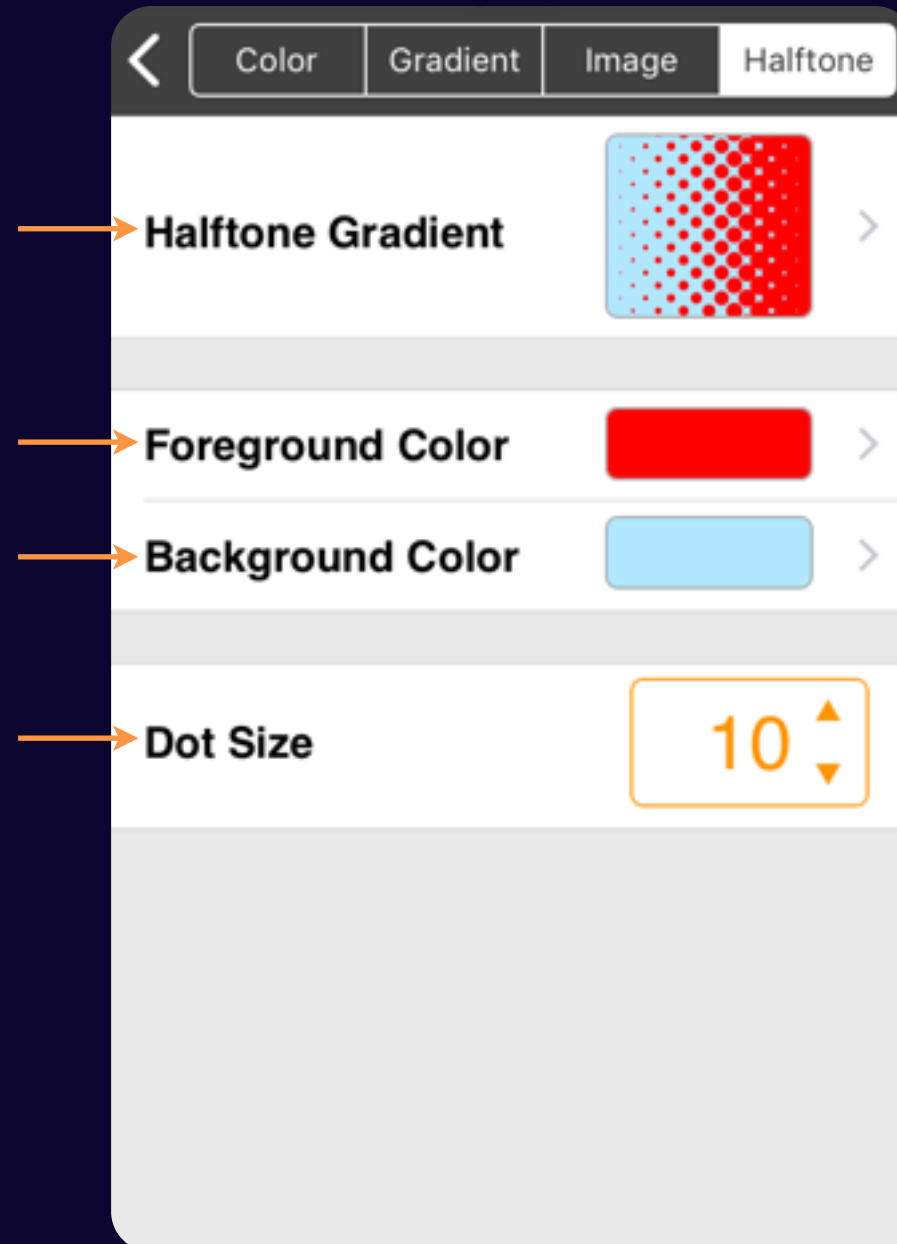 Color Gradient Image Halftone
Halftone Gradient
Foreground Color
Background Color
Dot Size 10